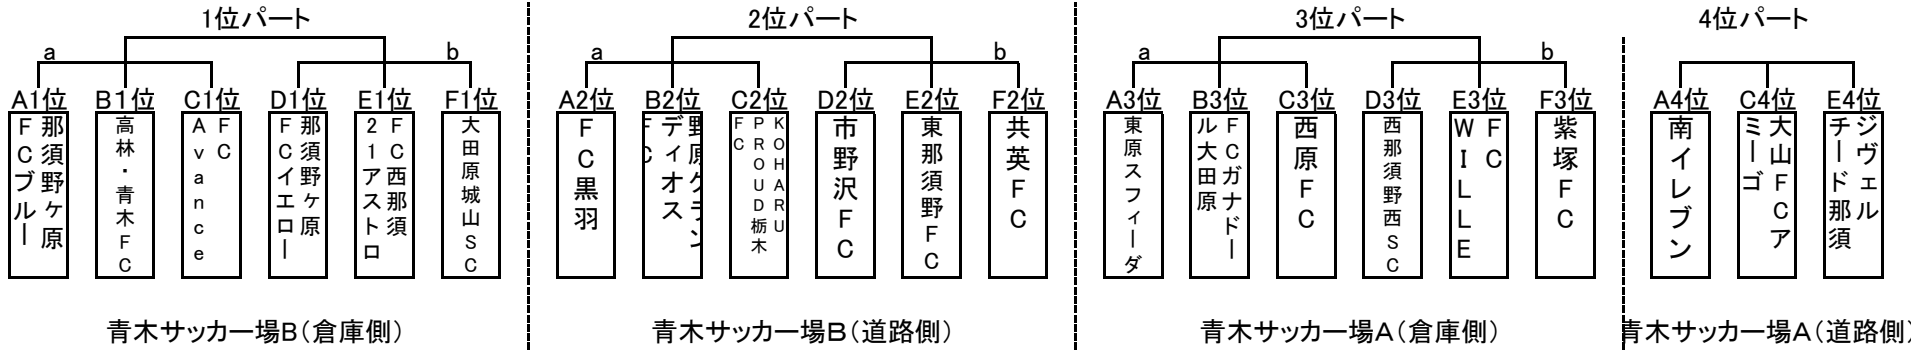 1位パート
a
b
A1位
B1位
C1位
D1位
E1位
F1位
那須野ヶ原
FCブルー
高林・青木FC
FC
Avance
那須野ヶ原
FCイエロー
FC西那須
21アストロ
大田原城山SC
青木サッカー場B(倉庫側)
2位パート
a
b
A2位
B2位
C2位
D2位
E2位
F2位
FC黒羽
野原グラン
ディオス
FC
KOHARU
PROUD栃木
FC
市野沢FC
東那須野FC
共英FC
青木サッカー場B(道路側)
3位パート
a
b
A3位
B3位
C3位
D3位
E3位
F3位
東原スフィーダ
FCガナドー
ル大田原
西原FC
西那須野西SC
FC
WILLE
紫塚FC
青木サッカー場A(倉庫側)
4位パート
A4位
C4位
E4位
南イレブン
大山FCア
ミーゴ
ジヴェル
チード那須
青木サッカー場A(道路側)